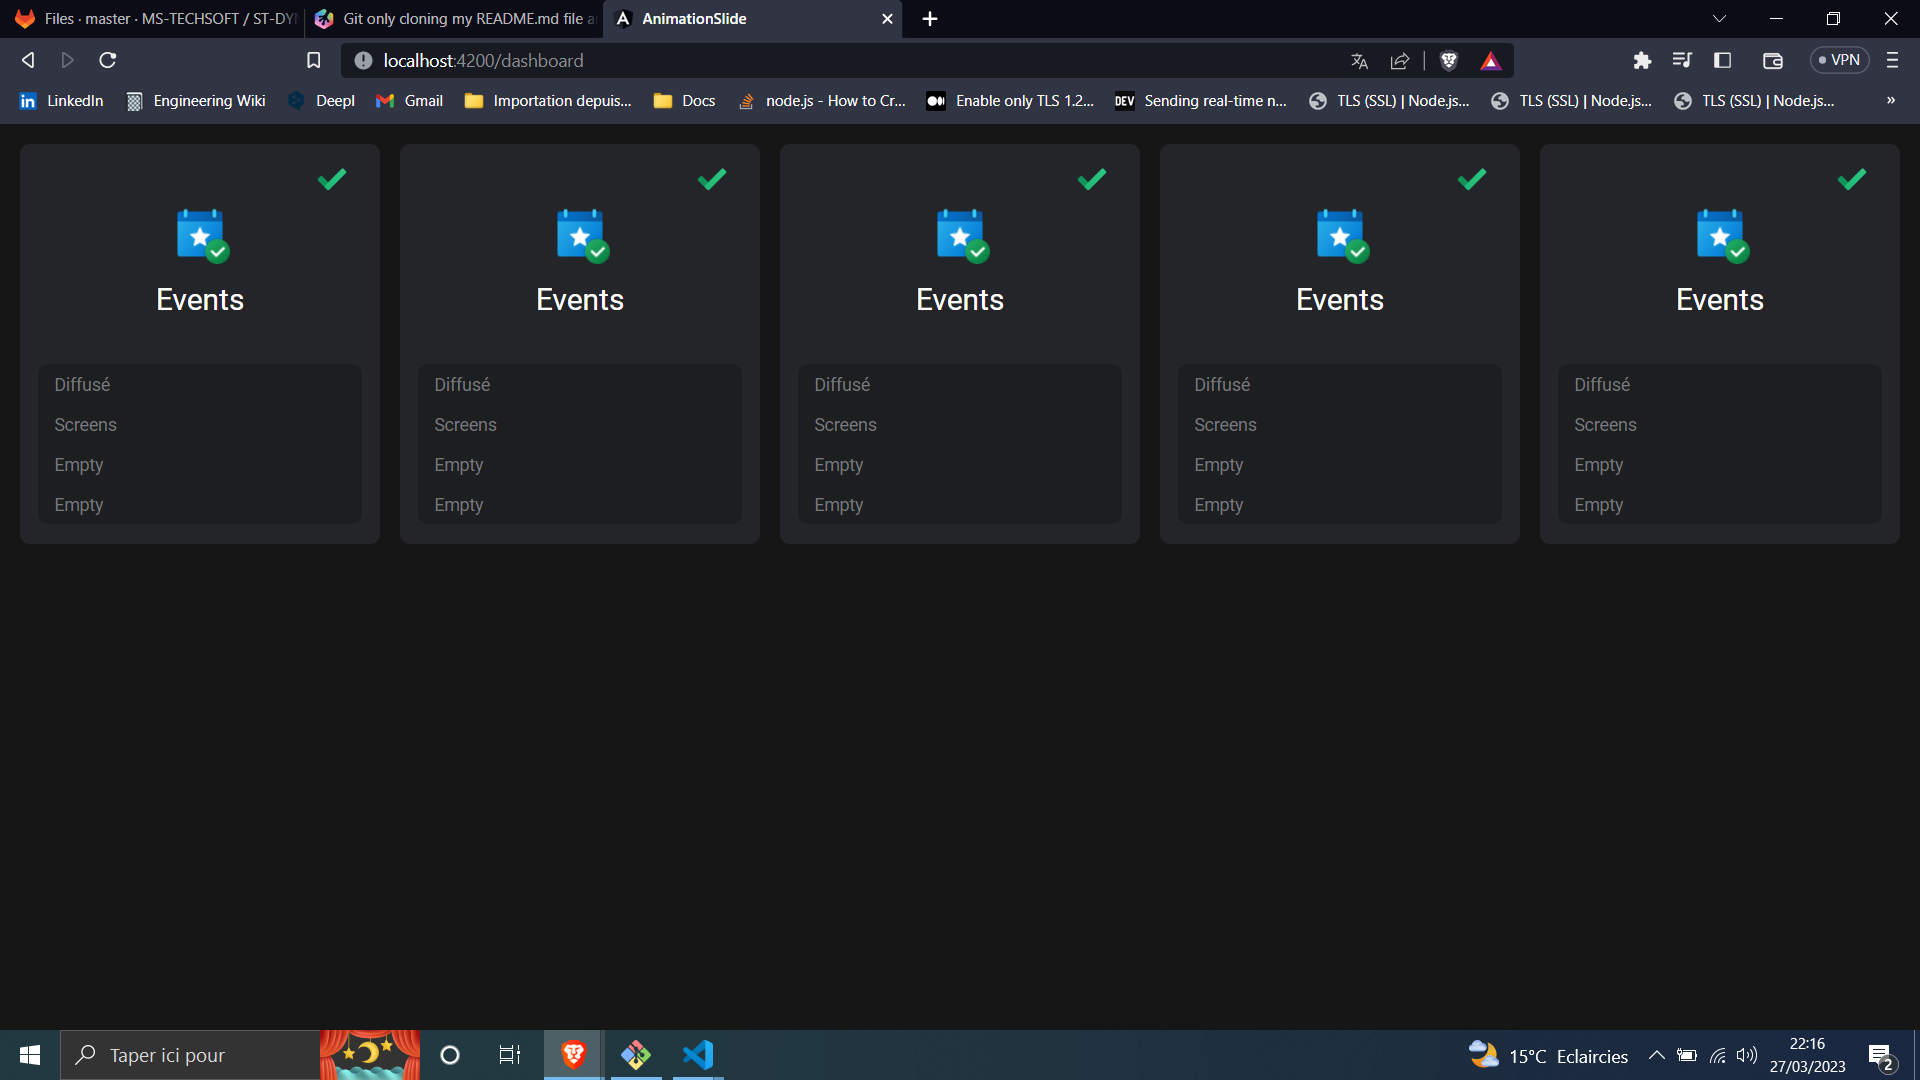 Files · master · MS-TECHSOFT / ST-DYN
Git only cloning my README.md file a
AnimationSlide
localhost:4200/dashboard
VPN
LinkedIn
Engineering Wiki
Deepl
Gmail
Importation depuis...
Docs
node.js - How to Cr...
Enable only TLS 1.2...
DEV
Sending real-time n...
TLS (SSL) | Node.js...
TLS (SSL) | Node.js...
TLS (SSL) | Node.js...
»
Events
Diffusé
Screens
Empty
Empty
Events
Diffusé
Screens
Empty
Empty
Events
Diffusé
Screens
Empty
Empty
Events
Diffusé
Screens
Empty
Empty
Events
Diffusé
Screens
Empty
Empty
Taper ici pour
15°C Eclaircies
22:16
27/03/2023
2